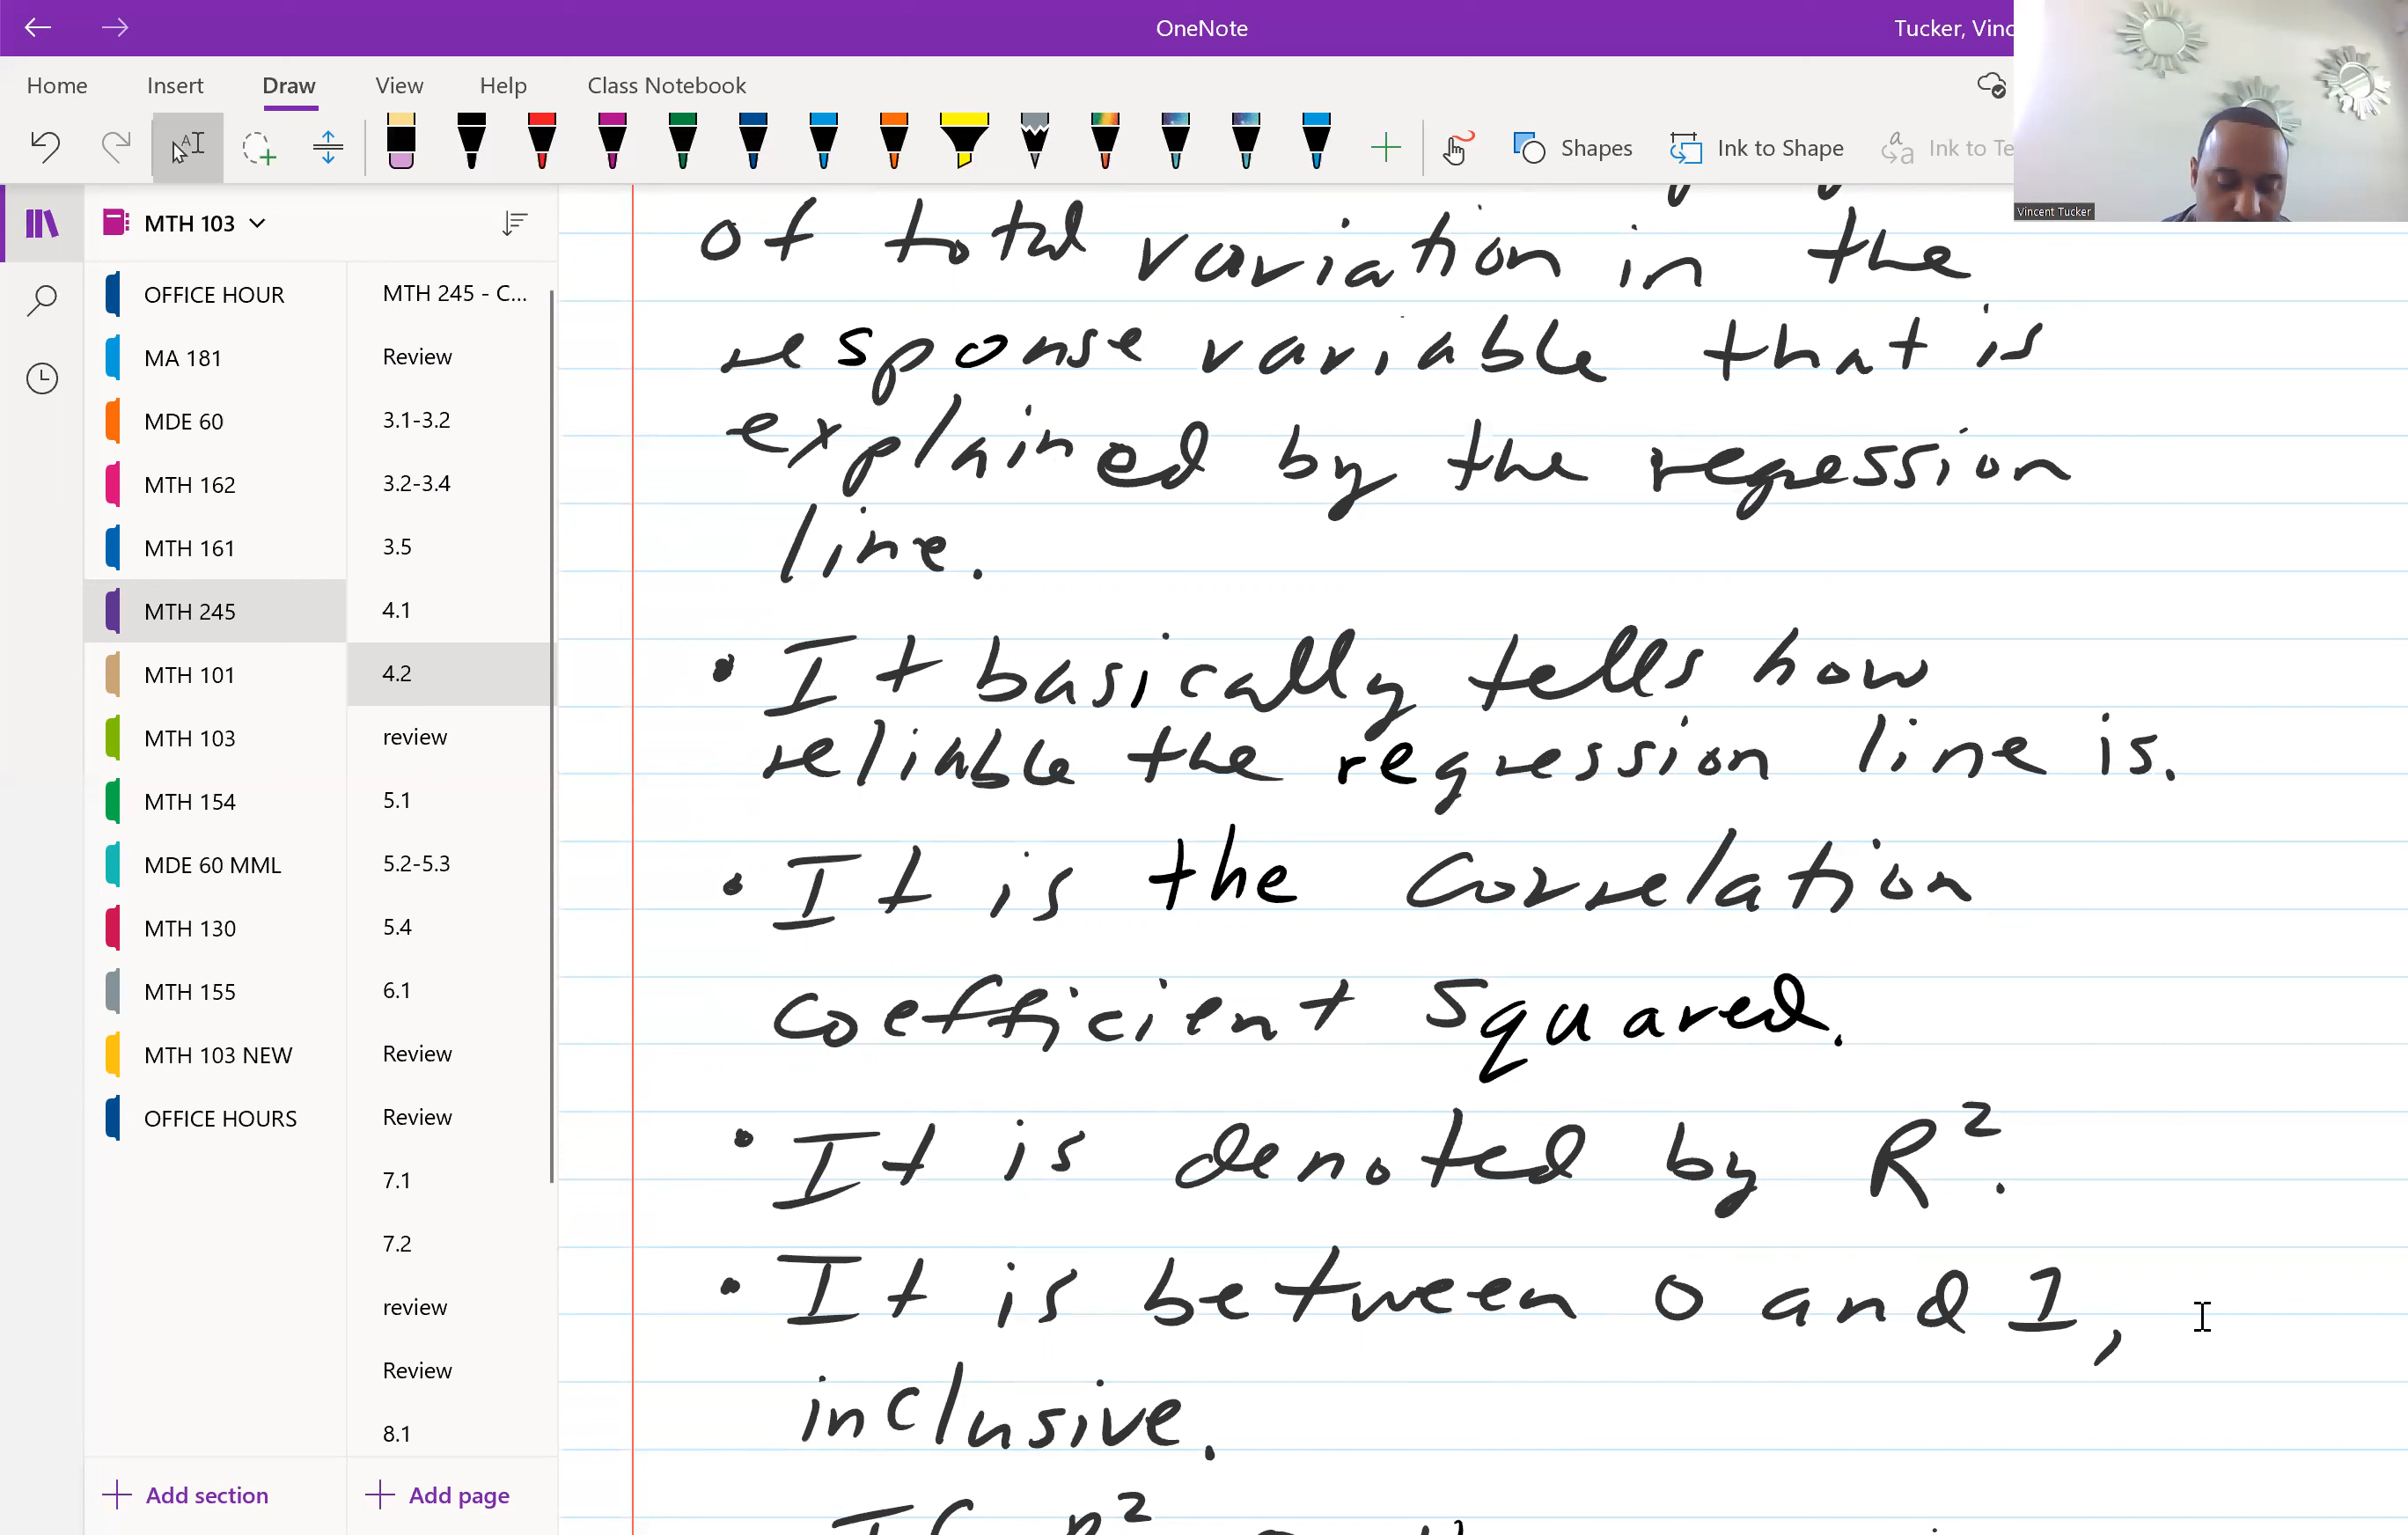 OneNote
Tucker, Vinc
Home Insert Draw View Help Class Notebook
Shapes Ink to Shape Ink to Te
Vincent Tucker
MTH 103
OFFICE HOUR
MA 181
MDE 60
MTH 162
MTH 161
MTH 245
MTH 101
MTH 103
MTH 154
MDE 60 MML
MTH 130
MTH 155
MTH 103 NEW
OFFICE HOURS
Add section
MTH 245 - C...
Review
3.1-3.2
3.2-3.4
3.5
4.1
4.2
review
5.1
5.2-5.3
5.4
6.1
Review
Review
7.1
7.2
review
Review
8.1
Add page
of total variation in the
response variable that is
explained by the regression
line.
• It basically tells how
reliable the regression line is.
• It is the correlation
coefficient squared.
• It is denoted by R².
• It is between 0 and 1,
inclusive.
If R²